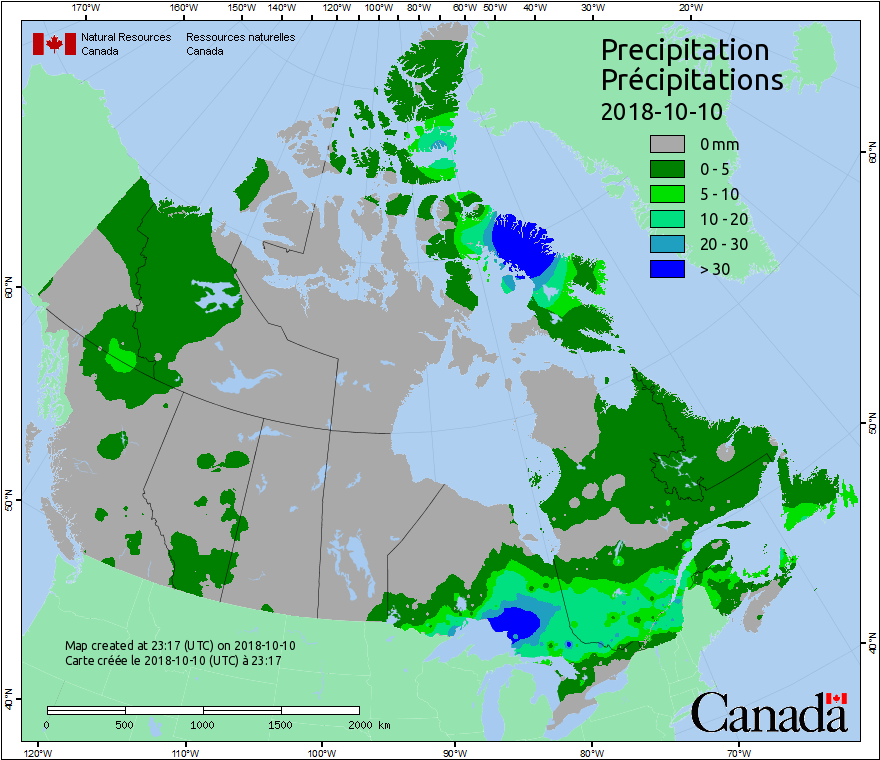 170°W 160°W 150°W 140°W 120°W 100°W 80°W 60°W 50°W 40°W 30°W 20°W
Natural Resources Canada
Ressources naturelles Canada
Precipitation
Précipitations
2018-10-10
0 mm
0 - 5
5 - 10
10 - 20
20 - 30
> 30
60°N
50°N
40°N
60°N
50°N
40°N
Map created at 23:17 (UTC) on 2018-10-10
Carte créée le 2018-10-10 (UTC) à 23:17
0 500 1000 1500 2000 km
Canada
120°W 110°W 100°W 90°W 80°W 70°W